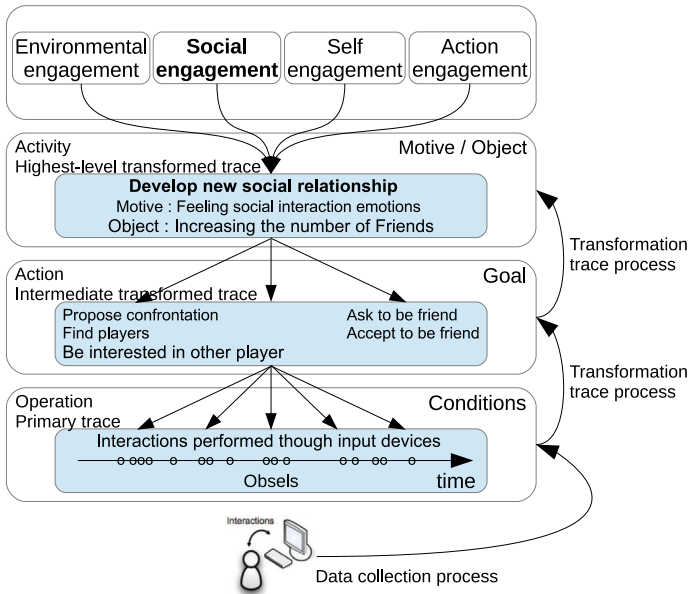 Environmental
engagement
Social
engagement
Self
engagement
Action
engagement
Activity
Highest-level transformed trace
Motive / Object
Develop new social relationship
Motive : Feeling social interaction emotions
Object : Increasing the number of Friends
Transformation
trace process
Action
Intermediate transformed trace
Goal
Propose confrontation
Find players
Be interested in other player
Ask to be friend
Accept to be friend
Transformation
trace process
Operation
Primary trace
Conditions
Interactions performed though input devices
Obsels
time
Interactions
Data collection process